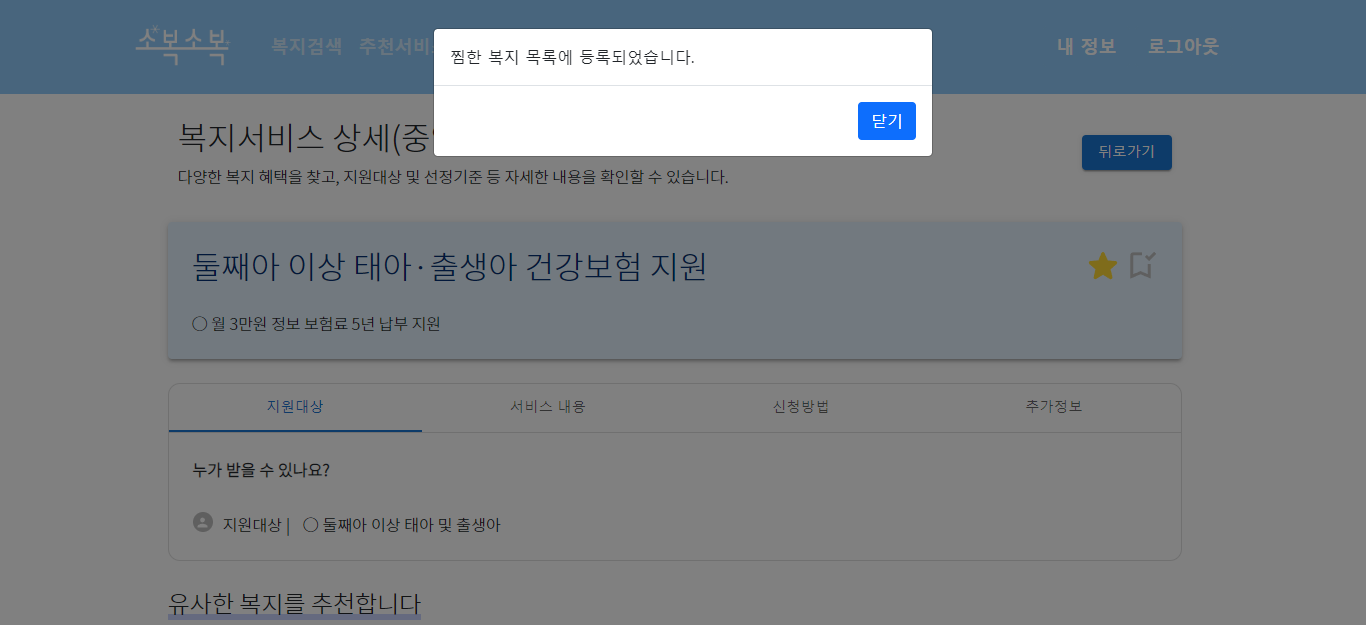 소복소복
복지검색 추천서비
내 정보 로그아웃
찜한 복지 목록에 등록되었습니다.
닫기
복지서비스 상세(중
뒤로가기
다양한 복지 혜택을 찾고, 지원대상 및 선정기준 등 자세한 내용을 확인할 수 있습니다.
둘째아 이상 태아·출생아 건강보험 지원
○ 월 3만원 정보 보험료 5년 납부 지원
지원대상 서비스 내용 신청방법 추가정보
누가 받을 수 있나요?
지원대상 | ○ 둘째아 이상 태아 및 출생아
유사한 복지를 추천합니다